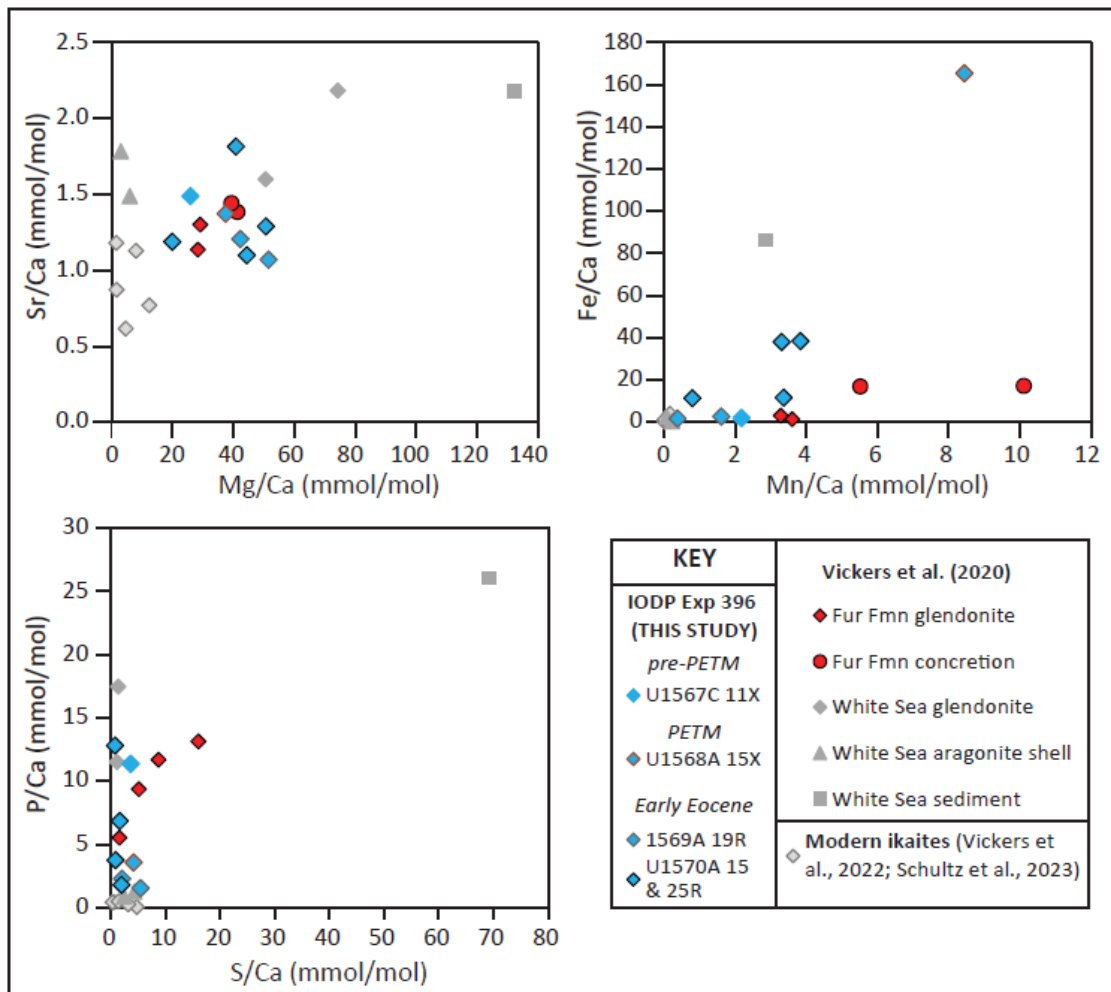 2.5
2.0
1.5
1.0
0.5
0.0
Sr/Ca (mmol/mol)
0 20 40 60 80 100 120 140
Mg/Ca (mmol/mol)
180
160
140
120
100
80
60
40
20
0
Fe/Ca (mmol/mol)
0 2 4 6 8 10 12
Mn/Ca (mmol/mol)
30
25
20
15
10
5
0
P/Ca (mmol/mol)
0 10 20 30 40 50 60 70 80
S/Ca (mmol/mol)
KEY
IODP Exp 396
(THIS STUDY)
pre-PETM
U1567C 11X
PETM
U1568A 15X
Early Eocene
1569A 19R
U1570A 15
& 25R
Vickers et al. (2020)
Fur Fmn glendonite
Fur Fmn concretion
White Sea glendonite
White Sea aragonite shell
White Sea sediment
Modern ikaites (Vickers et
al., 2022; Schultz et al., 2023)